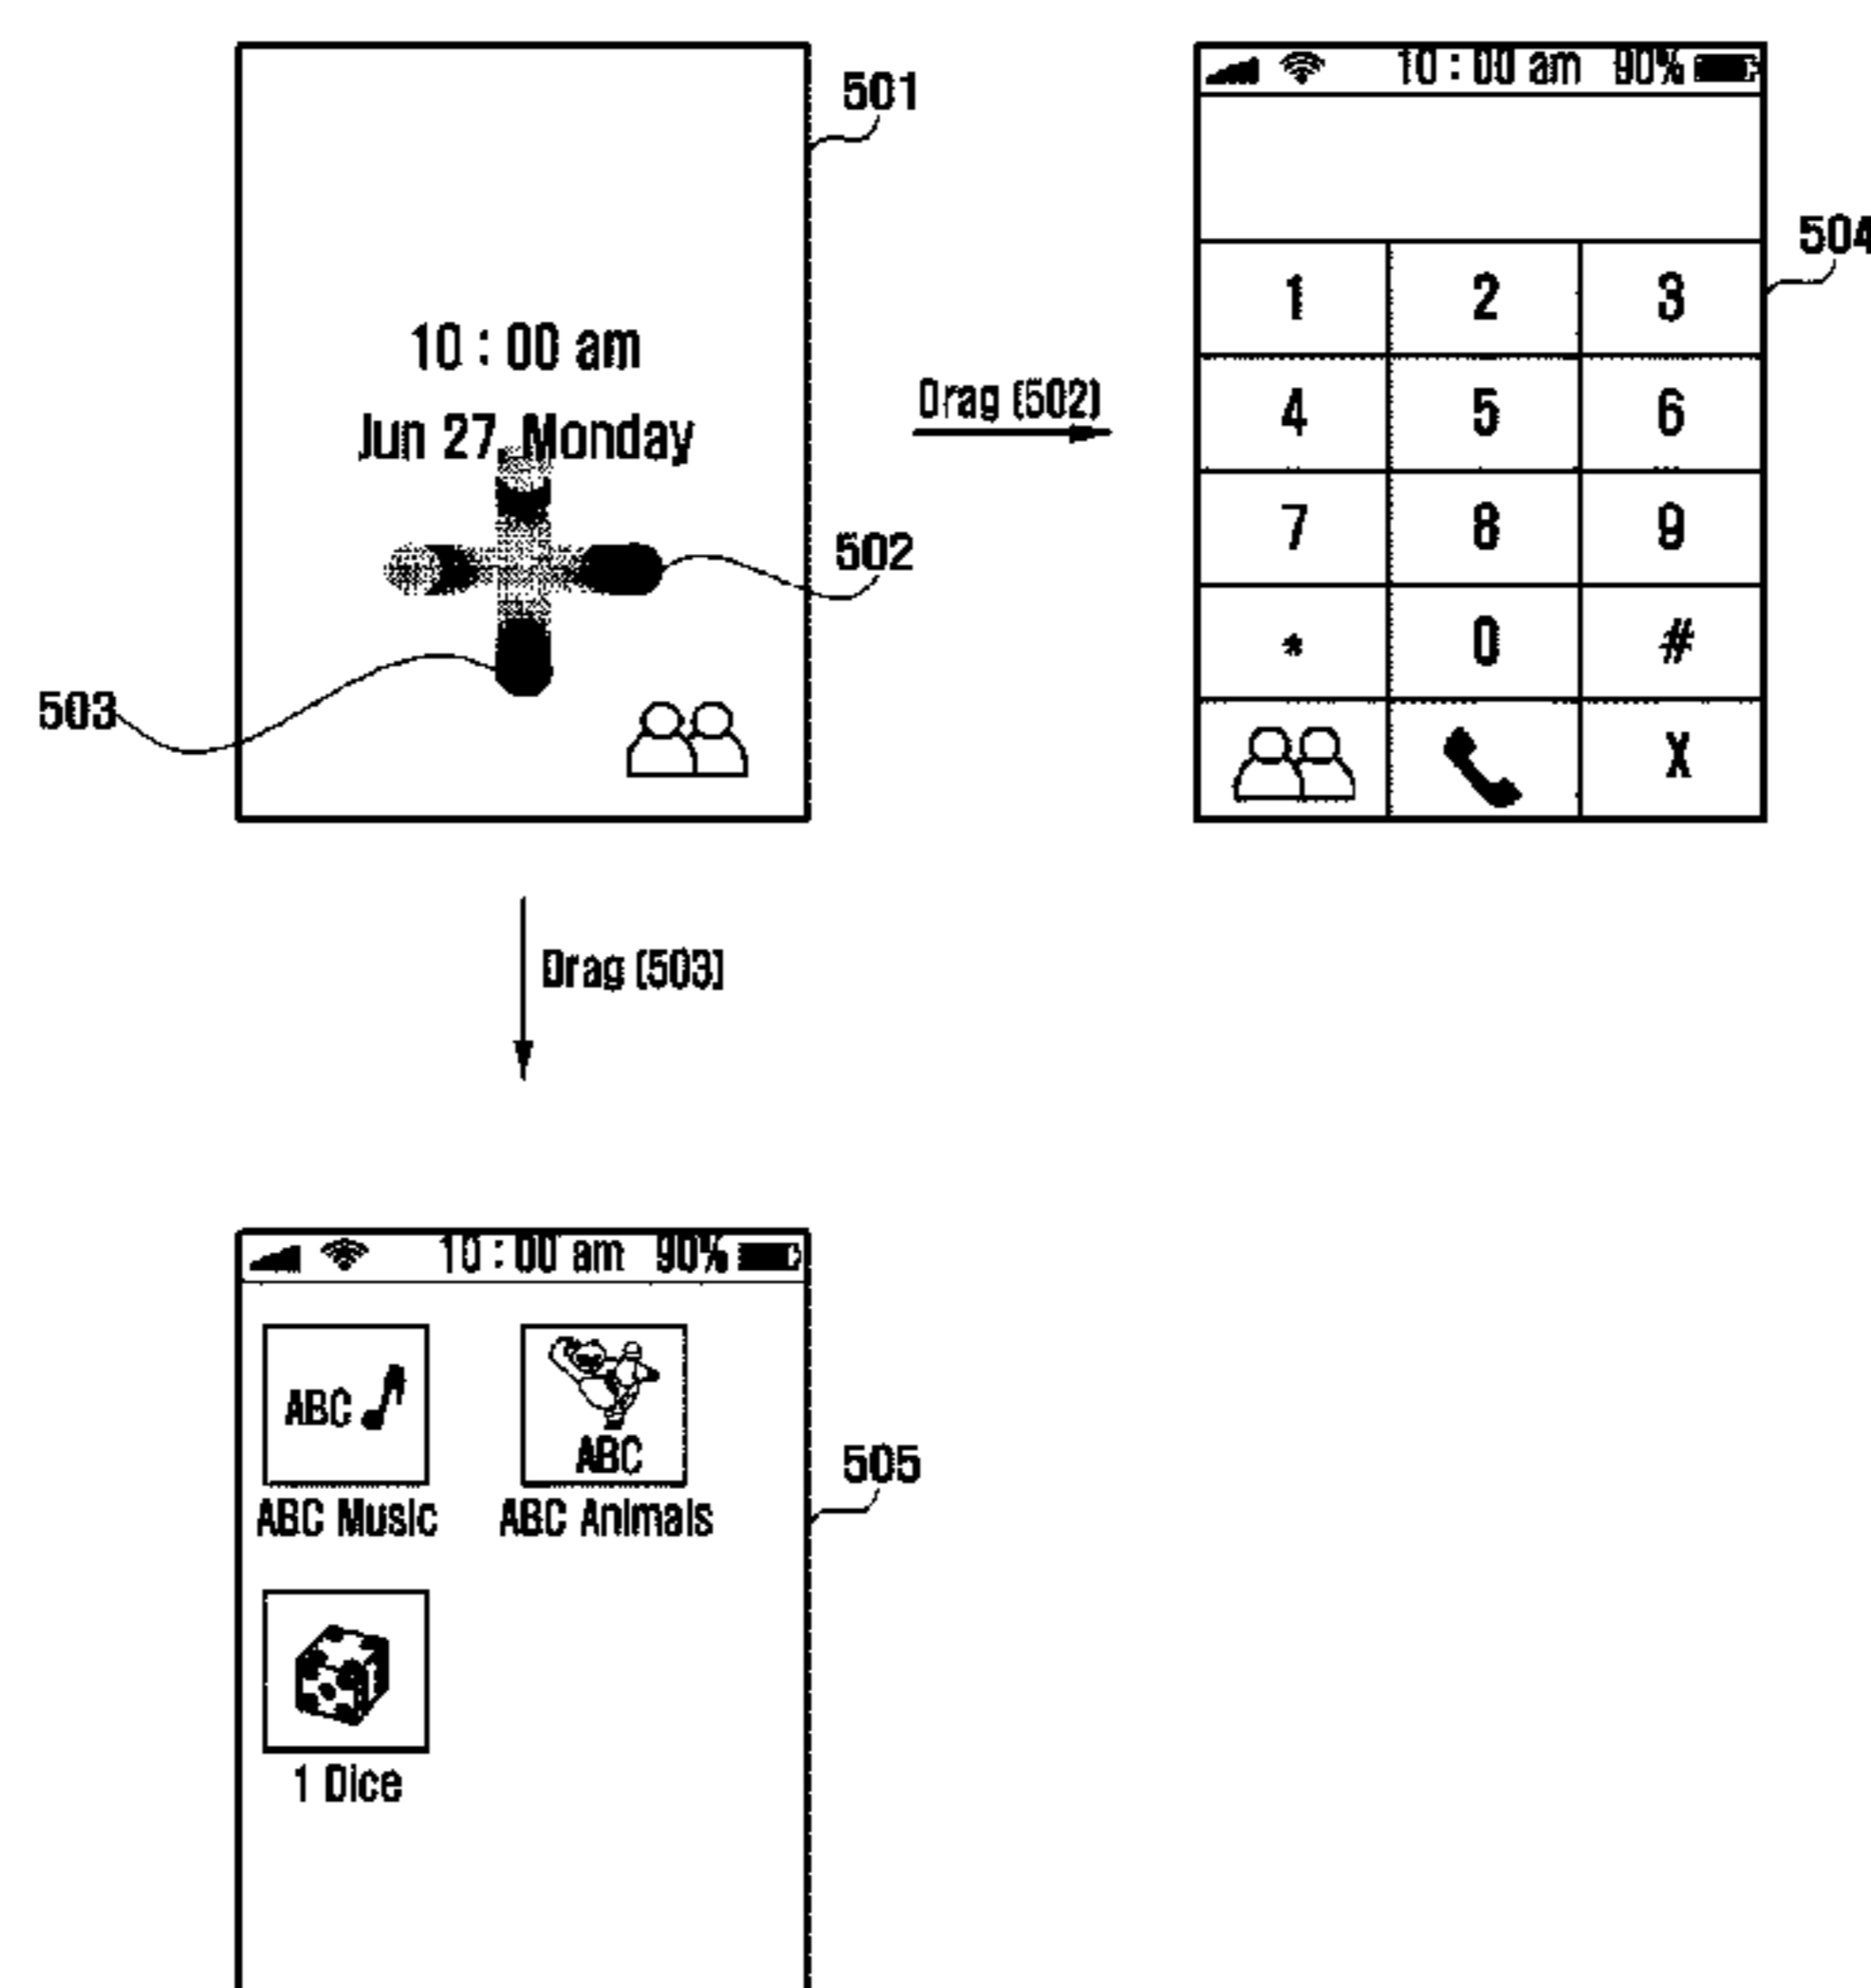 501
10 : 00 am
Jun 27, Monday
502
503
Drag (502)
10 : 00 am 90%
504
1 2 3
4 5 6
7 8 9
* 0 #
X
Drag (503)
10 : 00 am 90%
505
ABC
ABC
ABC Music ABC Animals
1 Dice